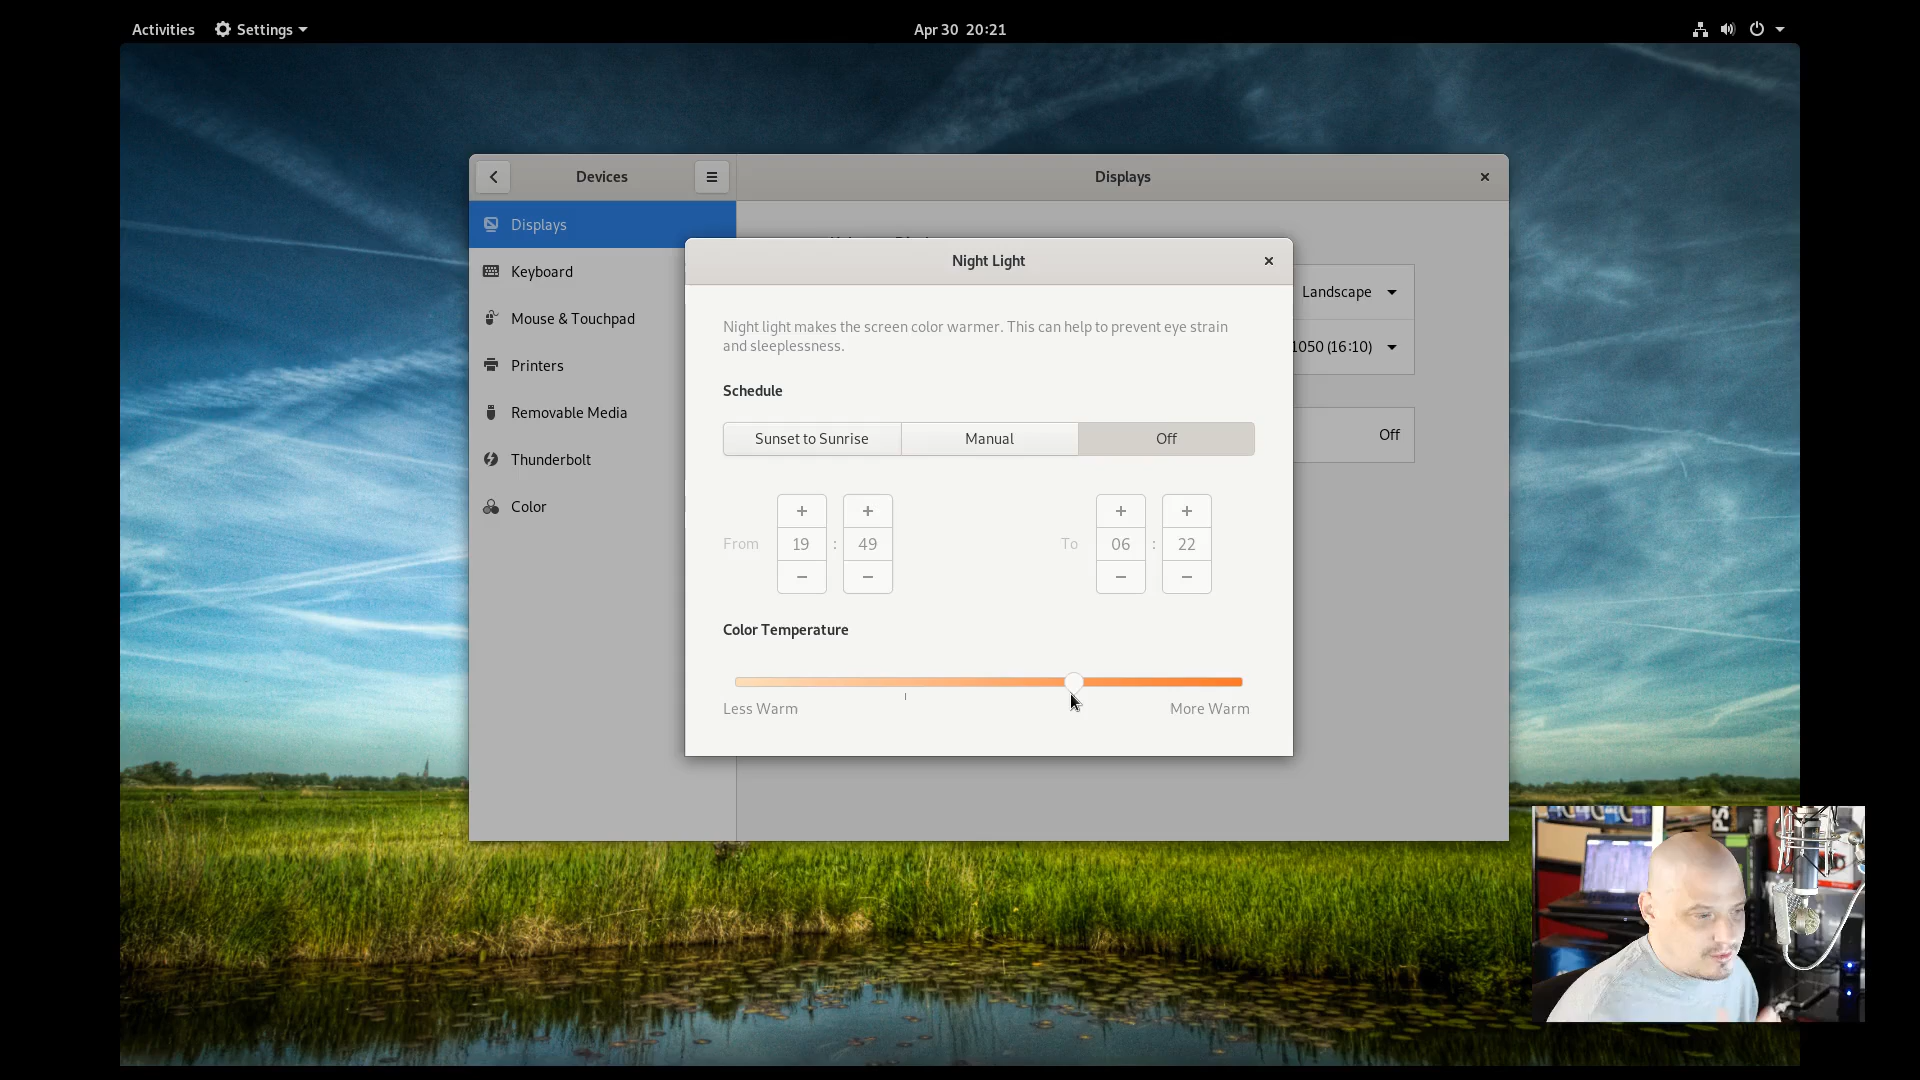 Activities
Settings
Apr 30 20:21
Devices
Displays
Displays
Keyboard
Mouse & Touchpad
Printers
Removable Media
Thunderbolt
Color
Landscape
1050 (16:10)
Off
Night Light
Night light makes the screen color warmer. This can help to prevent eye strain
and sleeplessness.
Schedule
Sunset to Sunrise
Manual
Off
From 19 : 49
To 06 : 22
Color Temperature
Less Warm
More Warm